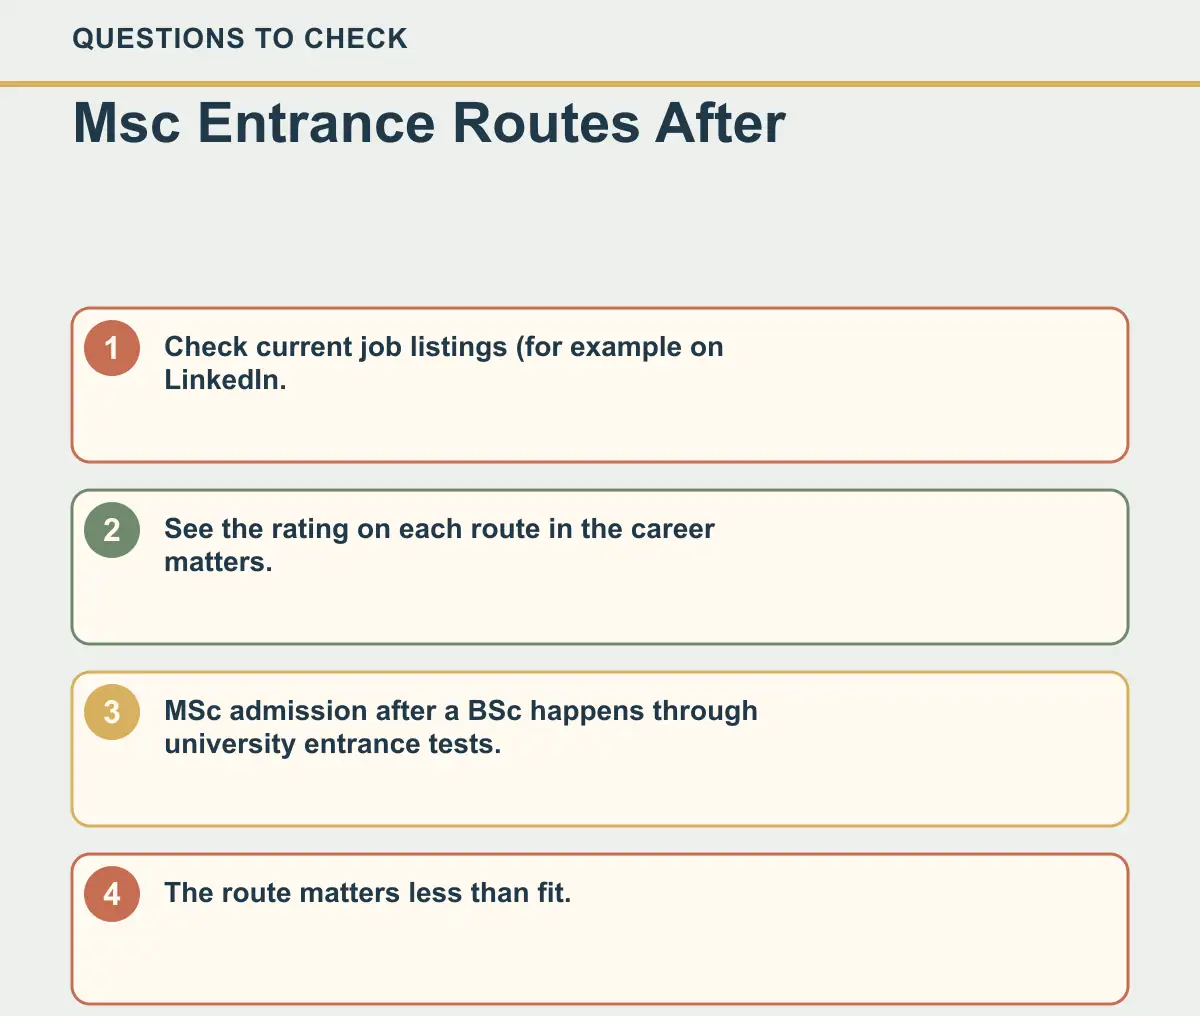 QUESTIONS TO CHECK
Msc Entrance Routes After
1
Check current job listings (for example on
LinkedIn.
2
See the rating on each route in the career
matters.
3
MSc admission after a BSc happens through
university entrance tests.
4
The route matters less than fit.